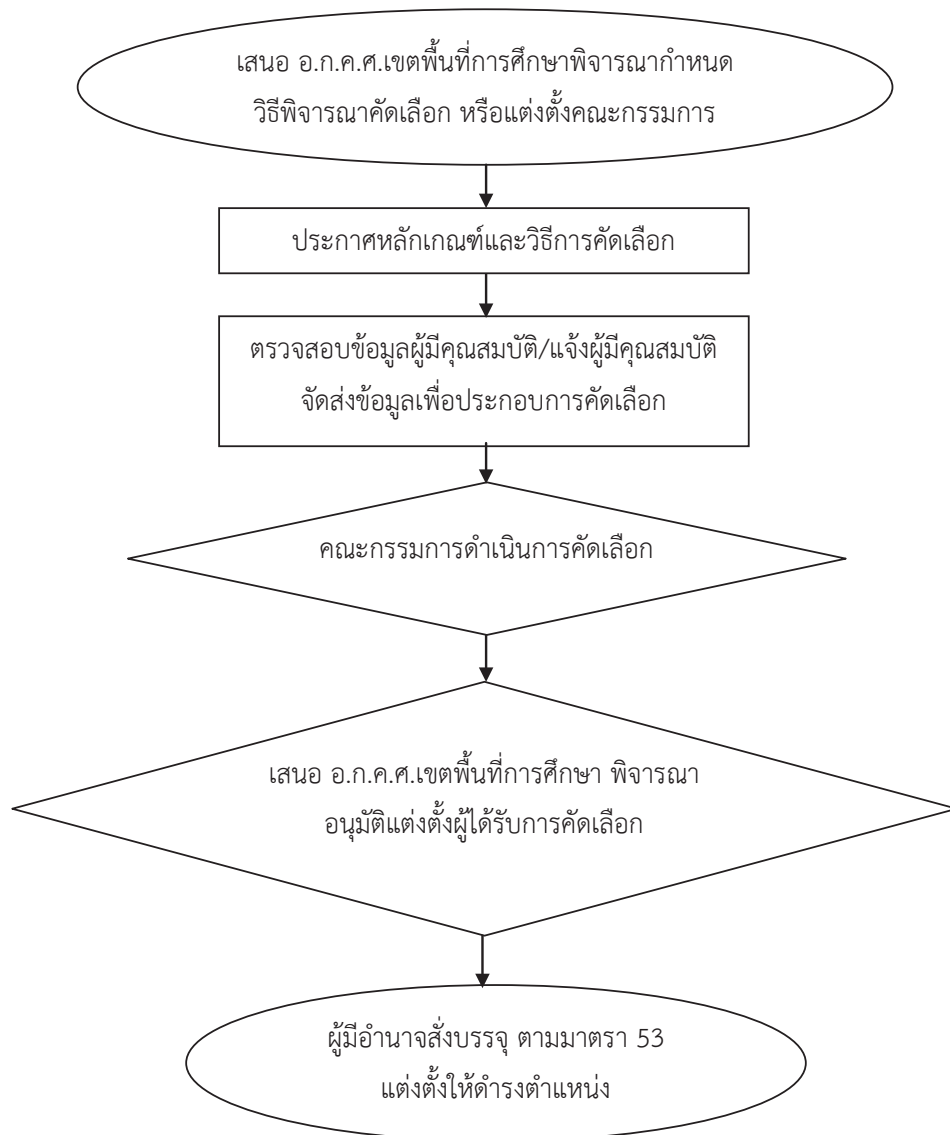 เสนอ อ.ก.ค.ศ.เขตพื้นที่การศึกษาพิจารณากำหนด
วิธีพิจารณาคัดเลือก หรือแต่งตั้งคณะกรรมการ
ประกาศหลักเกณฑ์และวิธีการคัดเลือก
ตรวจสอบข้อมูลผู้มีคุณสมบัติ/แจ้งผู้มีคุณสมบัติ
จัดส่งข้อมูลเพื่อประกอบการคัดเลือก
คณะกรรมการดำเนินการคัดเลือก
เสนอ อ.ก.ค.ศ.เขตพื้นที่การศึกษา พิจารณา
อนุมัติแต่งตั้งผู้ได้รับการคัดเลือก
ผู้มีอำนาจสั่งบรรจุ ตามมาตรา 53
แต่งตั้งให้ดำรงตำแหน่ง